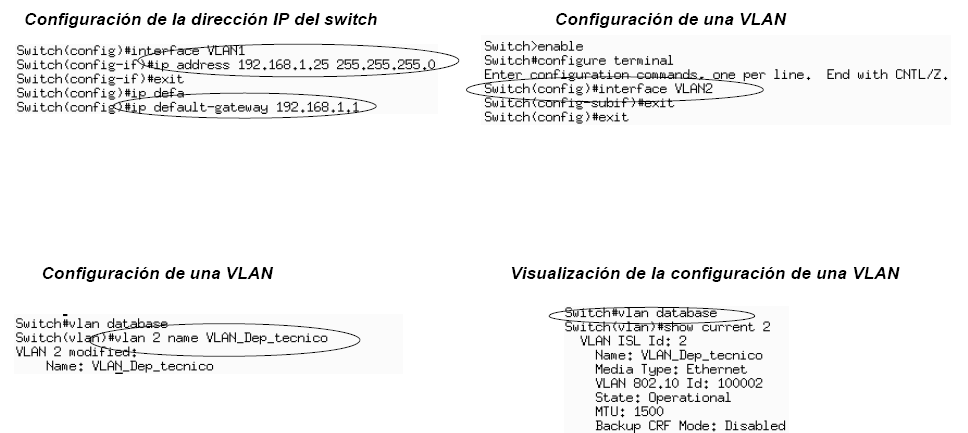 Configuración de la dirección IP del switch
Switch(config)#interface VLAN1
Switch(config-if)#ip address 192.168.1.25 255.255.255.0
Switch(config-if)#exit
Switch(config)#ip defa
Switch(config)#ip default-gateway 192.168.1.1
Configuración de una VLAN
Switch>enable
Switch#configure terminal
Enter configuration commands, one per line.  End with CNTL/Z.
Switch(config)#interface VLAN2
Switch(config-subif)#exit
Switch(config)#exit
Configuración de una VLAN
Switch#vlan database
Switch(vlan)#vlan 2 name VLAN_Dep_tecnico
VLAN 2 modified:
Name: VLAN_Dep_tecnico
Visualización de la configuración de una VLAN
Switch#vlan database
Switch(vlan)#show current 2
VLAN ISL Id: 2
Name: VLAN_Dep_tecnico
Media Type: Ethernet
VLAN 802.10 Id: 100002
State: Operational
MTU: 1500
Backup CRF Mode: Disabled